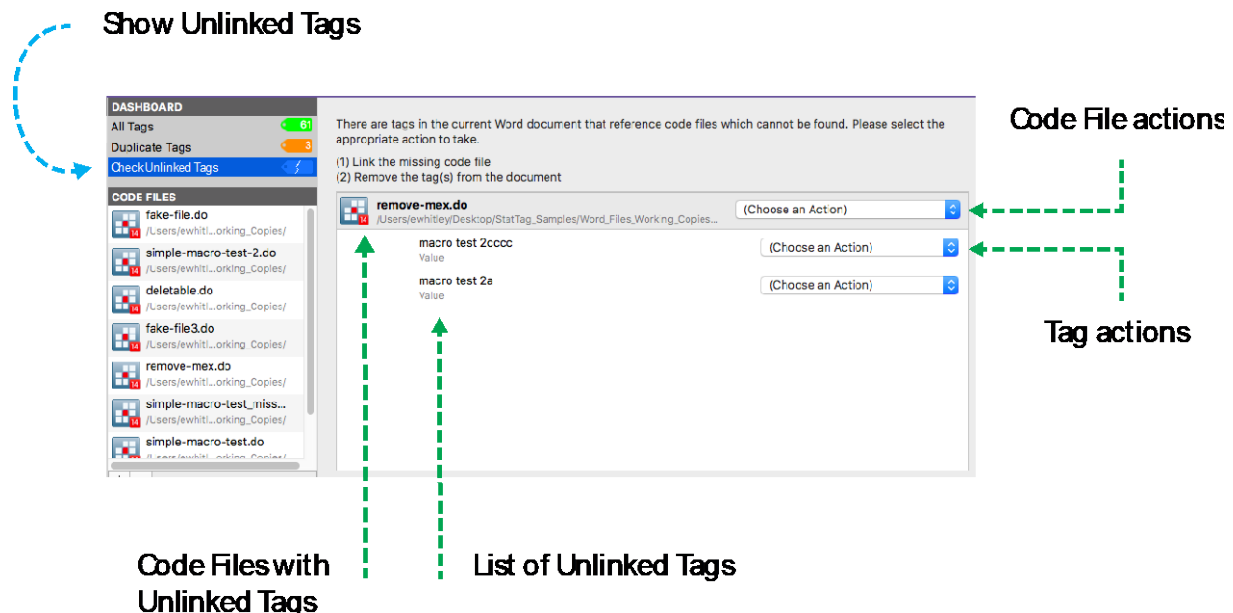 Show Unlinked Tags
DASHBOARD
All Tags 61
Duplicate Tags 3
Check Unlinked Tags
CODE FILES
fake-file.do
/Users/ewhitl...orking_Copies/
simple-macro-test-2.do
/Users/ewhitl...orking_Copies/
deletable.do
/Users/ewhitl...orking_Copies/
fake-file3.do
/Users/ewhitl...orking_Copies/
remove-mex.do
/Users/ewhitl...orking_Copies/
simple-macro-test_miss...
/Users/ewhitl...orking_Copies/
simple-macro-test.do
/Users/ewhitl...orking_Copies/
There are tags in the current Word document that reference code files which cannot be found. Please select the
appropriate action to take.
(1) Link the missing code file
(2) Remove the tag(s) from the document
remove-mex.do
/Users/ewhitley/Desktop/StatTag_Samples/Word_Files_Working_Copies...
(Choose an Action)
macro test 2cccc
Value
(Choose an Action)
macro test 2a
Value
(Choose an Action)
Code File actions
Tag actions
Code Files with
Unlinked Tags
List of Unlinked Tags